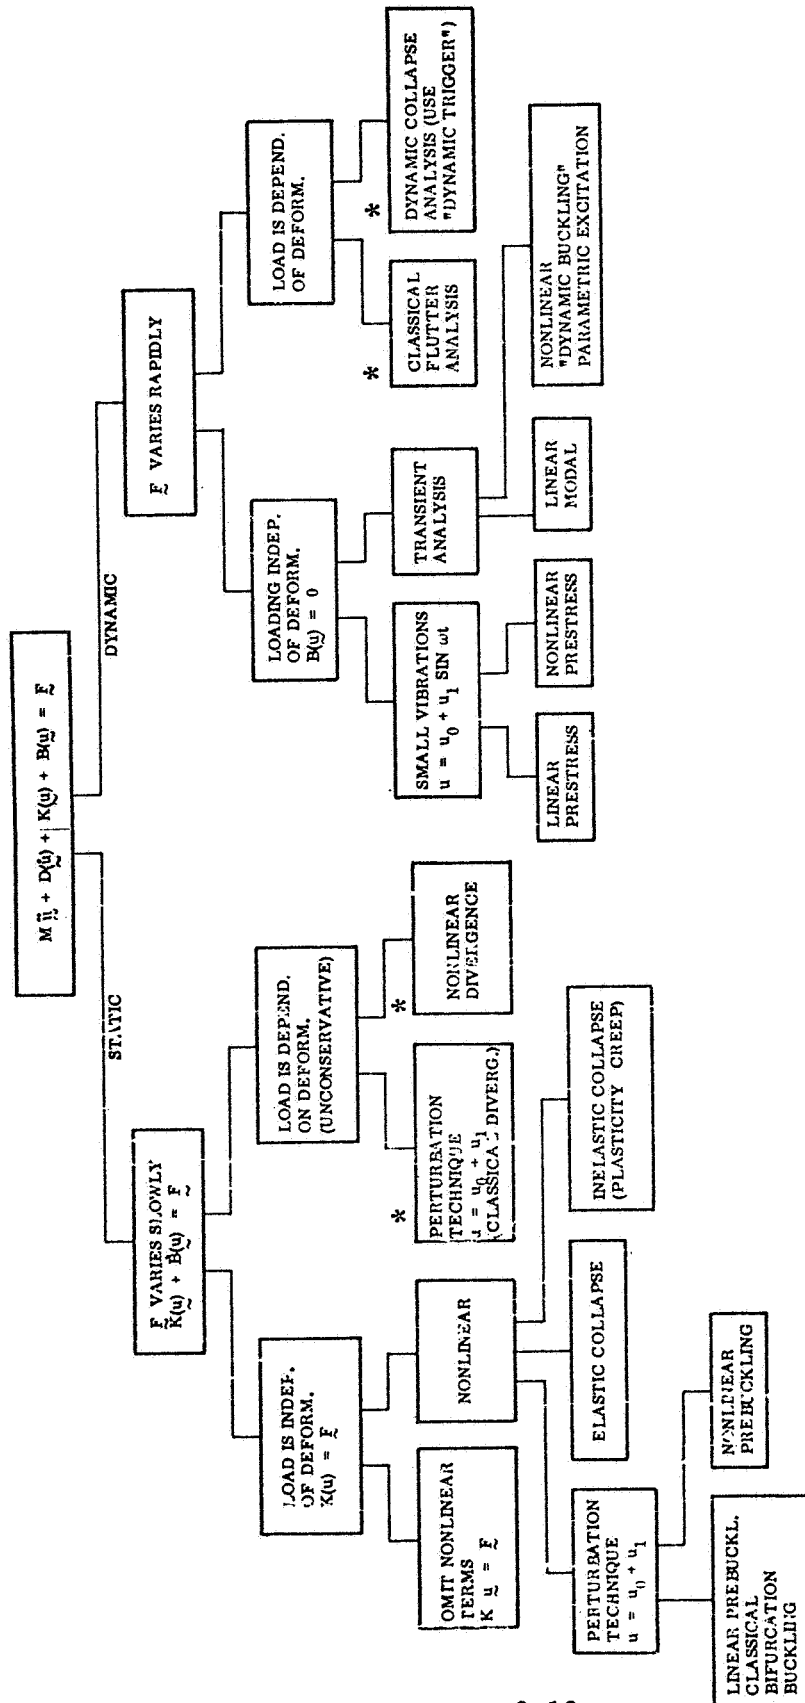 M ü + D(u̇) + K(u) + B(u) = F
STATIC
DYNAMIC
F VARIES SLOWLY
K(u) + B(u) = F
F VARIES RAPIDLY
LOAD IS INDEP.
OF DEFORM.
K(u) = F
LOAD IS DEPEND.
ON DEFORM.
(UNCONSERVATIVE)
LOADING INDEP.
OF DEFORM.
B(u) = 0
LOAD IS DEPEND.
OF DEFORM.
OMIT NONLINEAR
TERMS
K u = F
NONLINEAR
*
PERTURBATION
TECHNIQUE
u = u₀ + u₁
(CLASSICAL DIVERG.)
*
NONLINEAR
DIVERGENCE
SMALL VIBRATIONS
u = u₀ + u₁ SIN ωt
TRANSIENT
ANALYSIS
*
CLASSICAL
FLUTTER
ANALYSIS
*
DYNAMIC COLLAPSE
ANALYSIS (USE
"DYNAMIC TRIGGER")
PERTURBATION
TECHNIQUE
u = u₀ + u₁
ELASTIC COLLAPSE
INELASTIC COLLAPSE
(PLASTICITY CREEP)
LINEAR
PRESTRESS
NONLINEAR
PRESTRESS
LINEAR
MODAL
NONLINEAR
"DYNAMIC BUCKLING"
PARAMETRIC EXCITATION
LINEAR PREBUCKL.
CLASSICAL
BIFURCATION
BUCKLING
NONLINEAR
PREBUCKLING